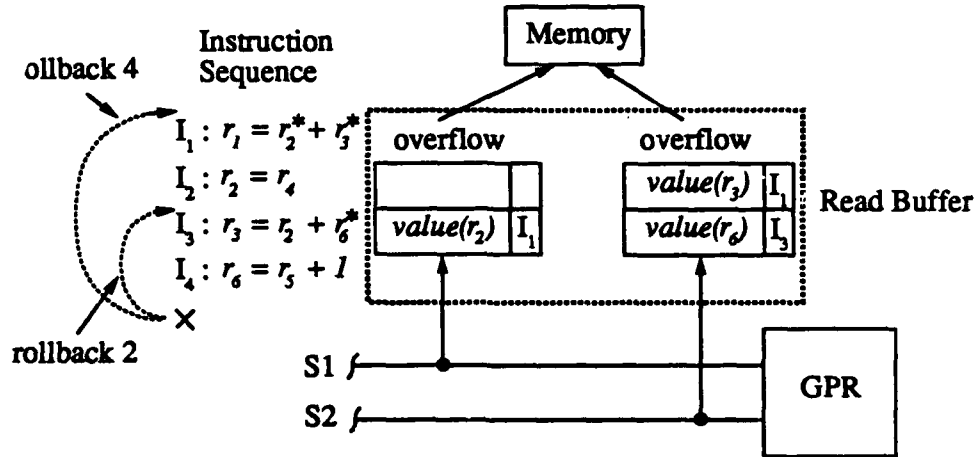 Memory
Instruction
Sequence
ollback 4
I₁ : r₁ = r₂* + r₃*
I₂ : r₂ = r₄
I₃ : r₃ = r₂ + r₆*
I₄ : r₆ = r₅ + 1
×
rollback 2
overflow
overflow
value(r₃) I₁
value(r₂) I₁
value(r₆) I₃
Read Buffer
S1
S2
GPR